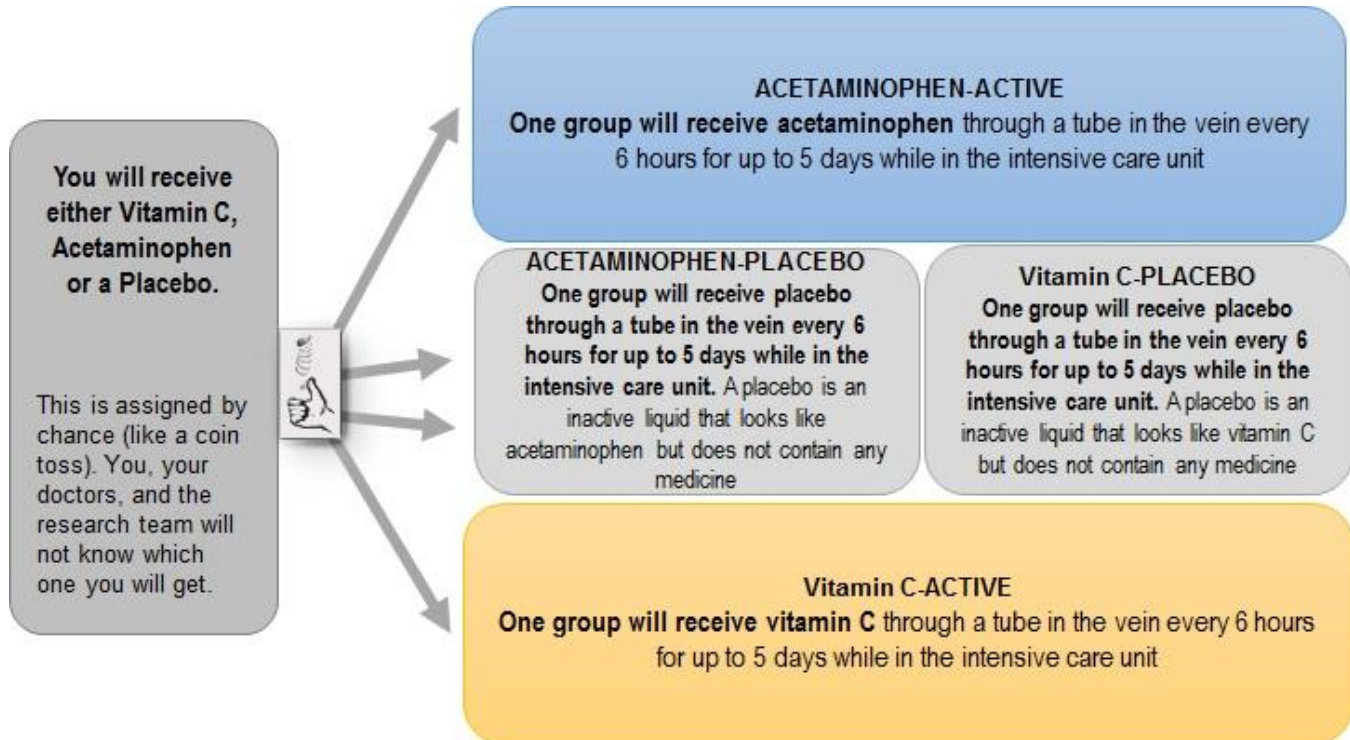 You will receive
either Vitamin C,
Acetaminophen
or a Placebo.
This is assigned by
chance (like a coin
toss). You, your
doctors, and the
research team will
not know which
one you will get.
ACETAMINOPHEN-ACTIVE
One group will receive acetaminophen through a tube in the vein every
6 hours for up to 5 days while in the intensive care unit
ACETAMINOPHEN-PLACEBO
One group will receive placebo
through a tube in the vein every 6
hours for up to 5 days while in the
intensive care unit. A placebo is an
inactive liquid that looks like
acetaminophen but does not contain any
medicine
Vitamin C-PLACEBO
One group will receive placebo
through a tube in the vein every 6
hours for up to 5 days while in the
intensive care unit. A placebo is an
inactive liquid that looks like vitamin C
but does not contain any medicine
Vitamin C-ACTIVE
One group will receive vitamin C through a tube in the vein every 6 hours
for up to 5 days while in the intensive care unit